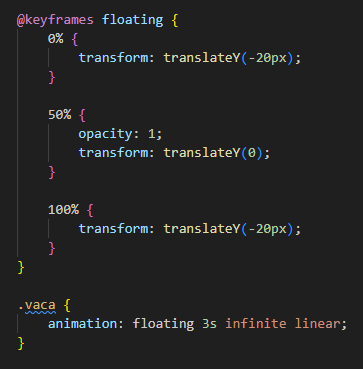 @keyframes floating {
    0% {
        transform: translateY(-20px);
    }

    50% {
        opacity: 1;
        transform: translateY(0);
    }

    100% {
        transform: translateY(-20px);
    }
}

.vaca {
    animation: floating 3s infinite linear;
}